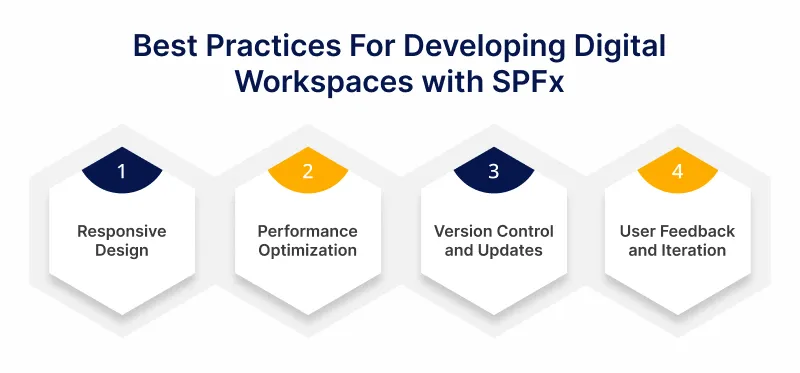 Best Practices For Developing Digital
Workspaces with SPFx
1
Responsive
Design
2
Performance
Optimization
3
Version Control
and Updates
4
User Feedback
and Iteration